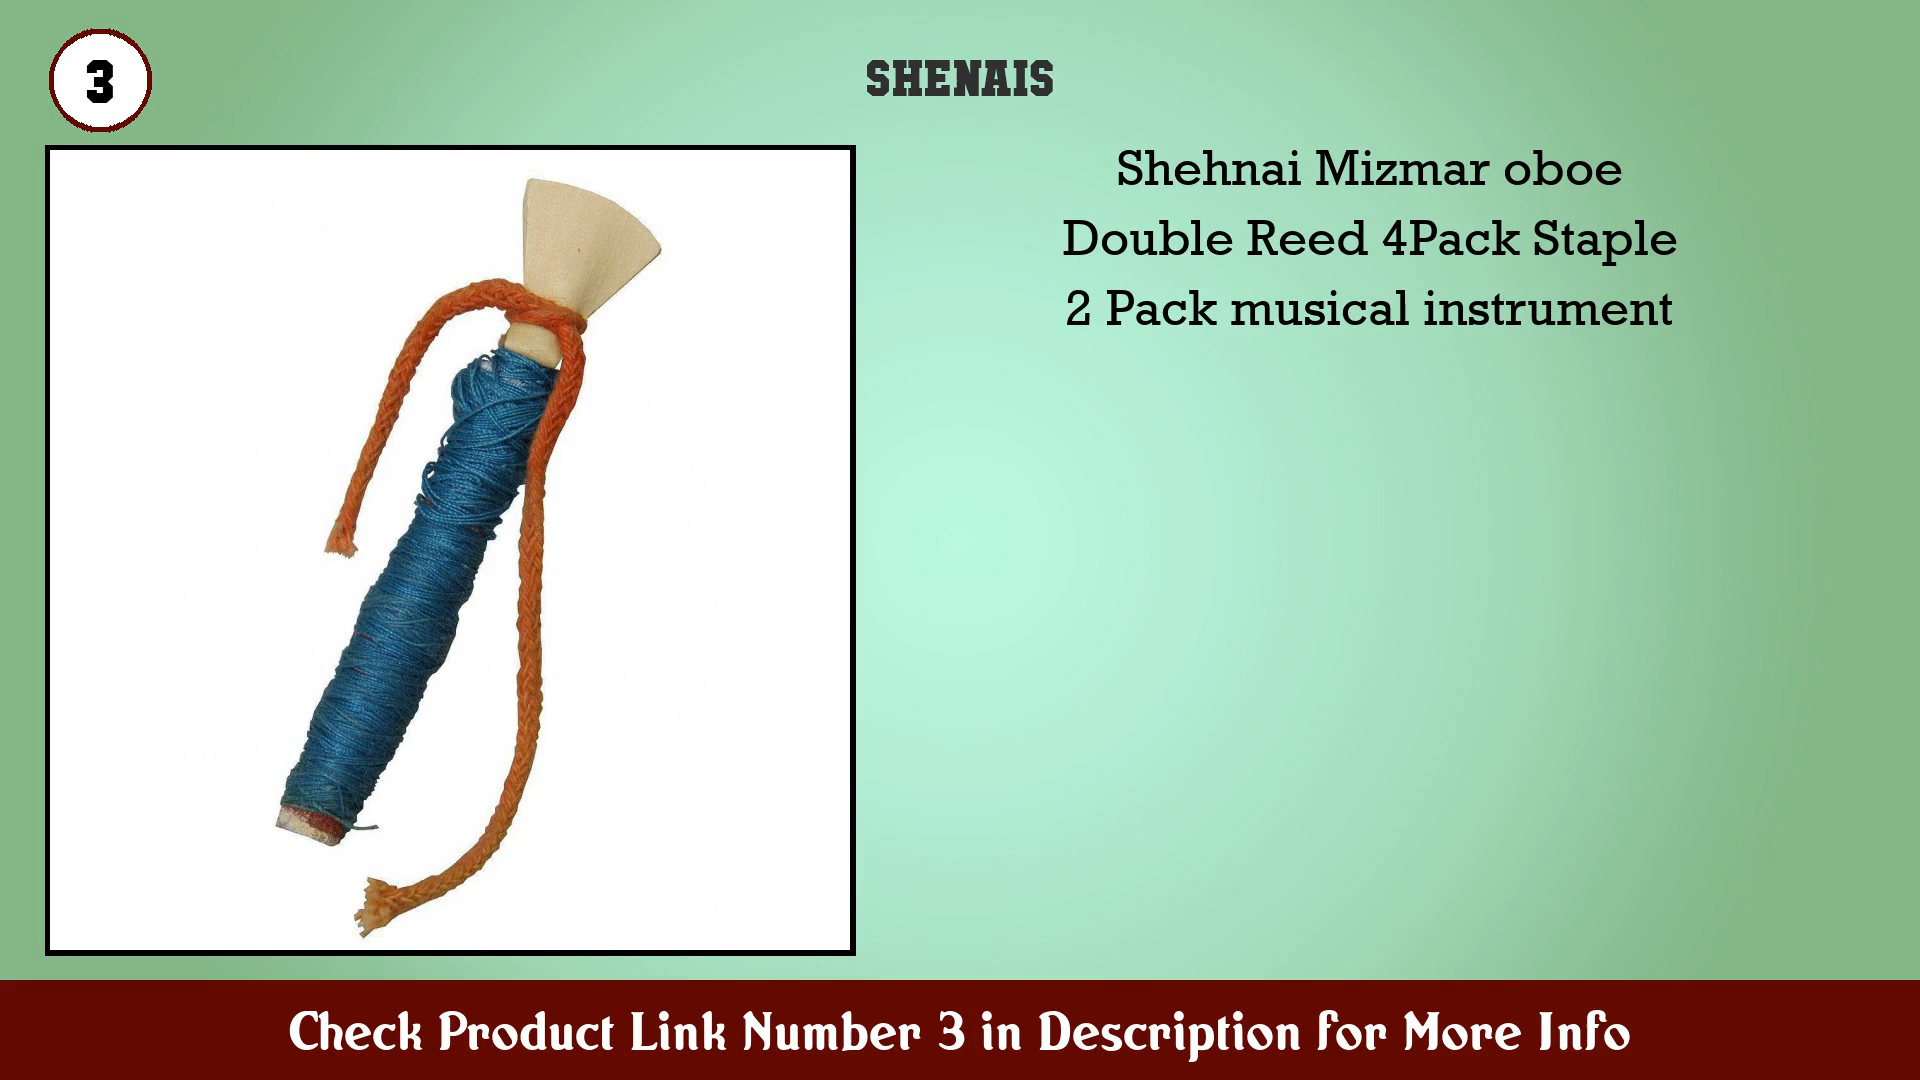 3
SHENAIS
Shehnai Mizmar oboe
Double Reed 4Pack Staple
2 Pack musical instrument
Check Product Link Number 3 in Description for More Info